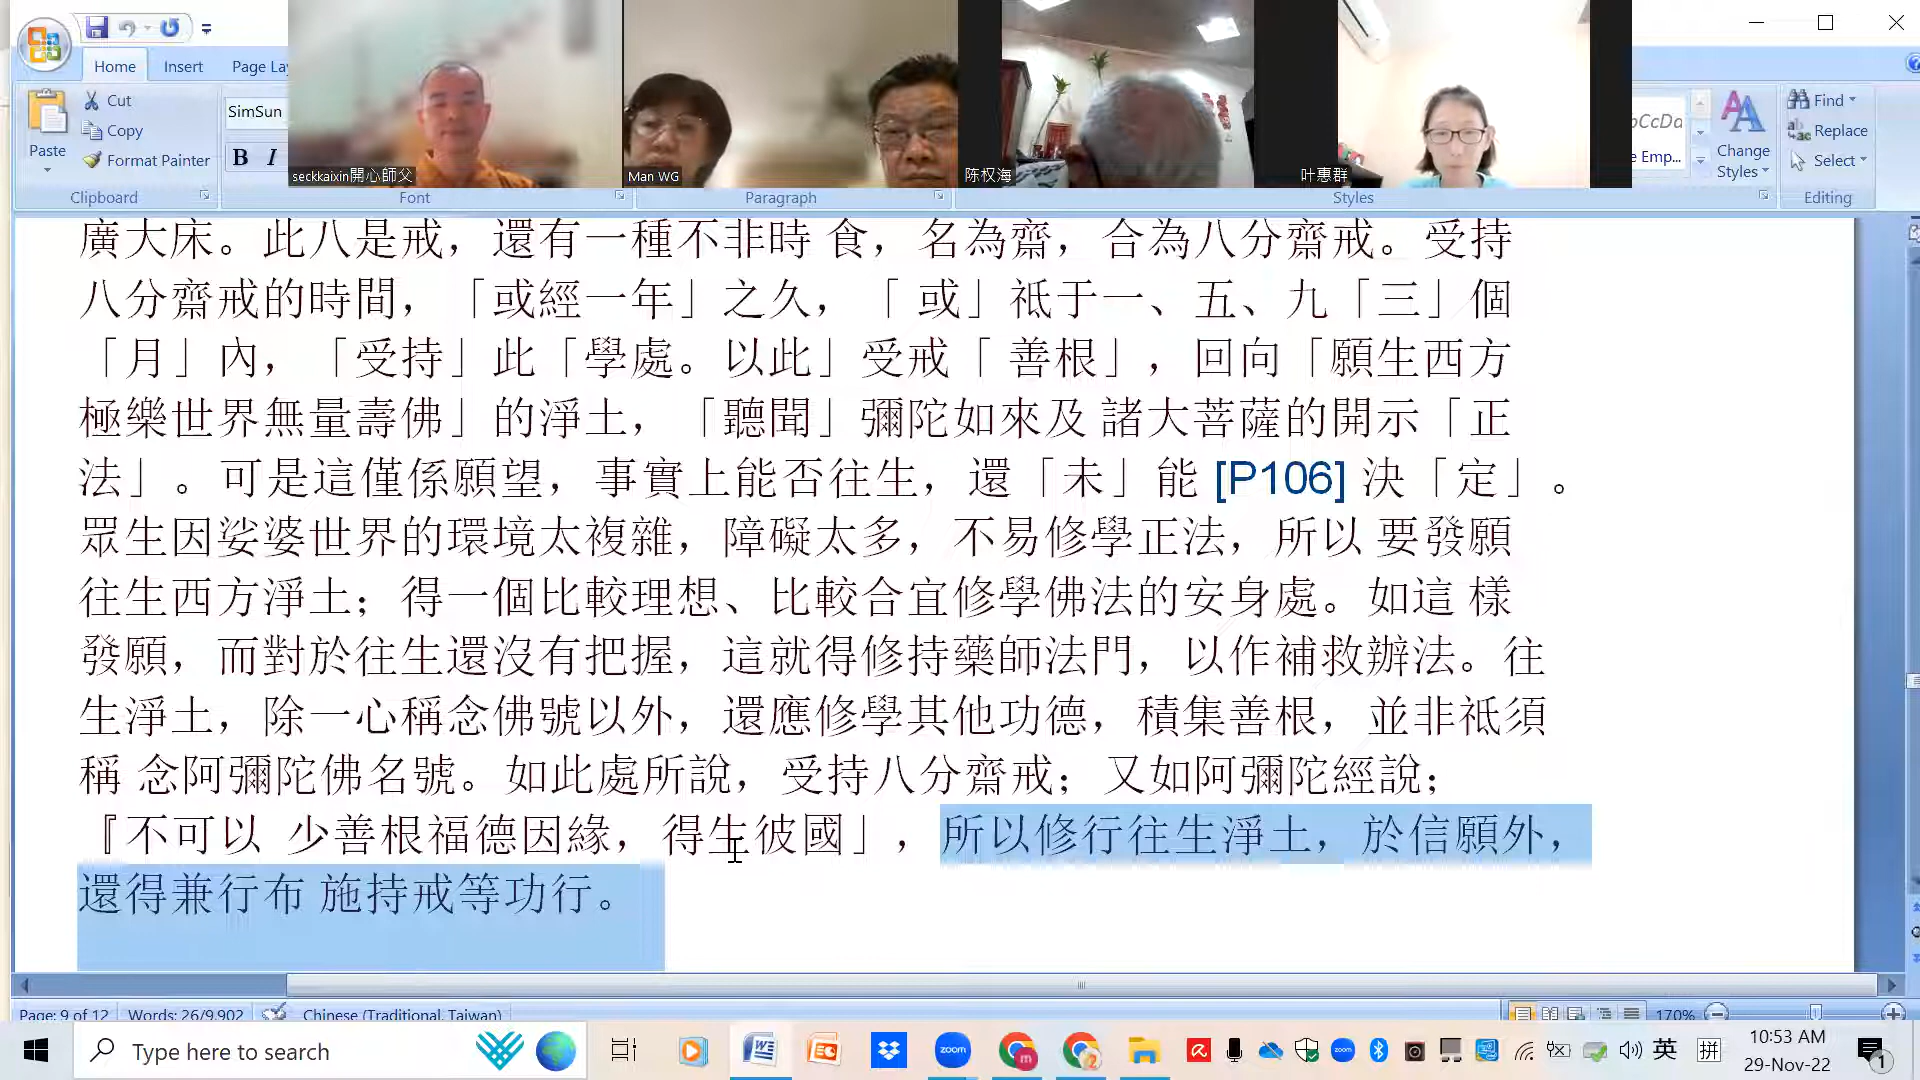 Home
Insert
Page La
Cut
Copy
Format Painter
Paste
Clipboard
SimSun
B I
Font
Paragraph
Styles
Change
Styles
Find
Replace
Select
Editing
seckkaixin開心師父
Man WG
陈权海
叶惠群
廣大床。此八是戒，還有一種不非時 食，名為齋，合為八分齋戒。受持
八分齋戒的時間，「或經一年」之久，「 或」祇于一、五、九「三」個
「月」內，「受持」此「學處。以此」受戒「 善根」，回向「願生西方
極樂世界無量壽佛」的淨土，「聽聞」彌陀如來及 諸大菩薩的開示「正
法」。可是這僅係願望，事實上能否往生，還「未」能 [P106] 決「定」。
眾生因娑婆世界的環境太複雜，障礙太多，不易修學正法，所以 要發願
往生西方淨土；得一個比較理想、比較合宜修學佛法的安身處。如這 樣
發願，而對於往生還沒有把握，這就得修持藥師法門，以作補救辦法。往
生淨土，除一心稱念佛號以外，還應修學其他功德，積集善根，並非祇須
稱 念阿彌陀佛名號。如此處所說，受持八分齋戒；又如阿彌陀經說；
『不可以 少善根福德因緣，得生彼國」，所以修行往生淨土，於信願外，
還得兼行布 施持戒等功行。
Page: 9 of 12
Words: 26/9,902
Chinese (Traditional, Taiwan)
170%
Type here to search
zoom
英
拼
10:53 AM
29-Nov-22